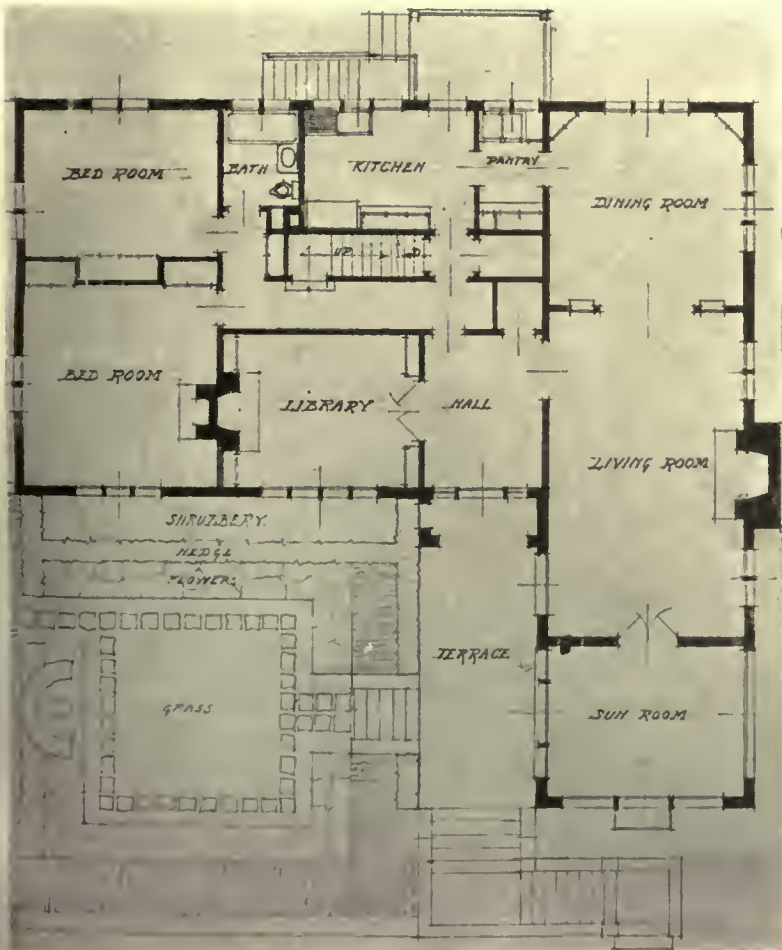 BED ROOM
BATH
KITCHEN
PANTRY
DINING ROOM
UP
D
BED ROOM
LIBRARY
HALL
LIVING ROOM
SHRUBBERY
HEDGE
FLOWERS
TERRACE
GRASS
SUN ROOM